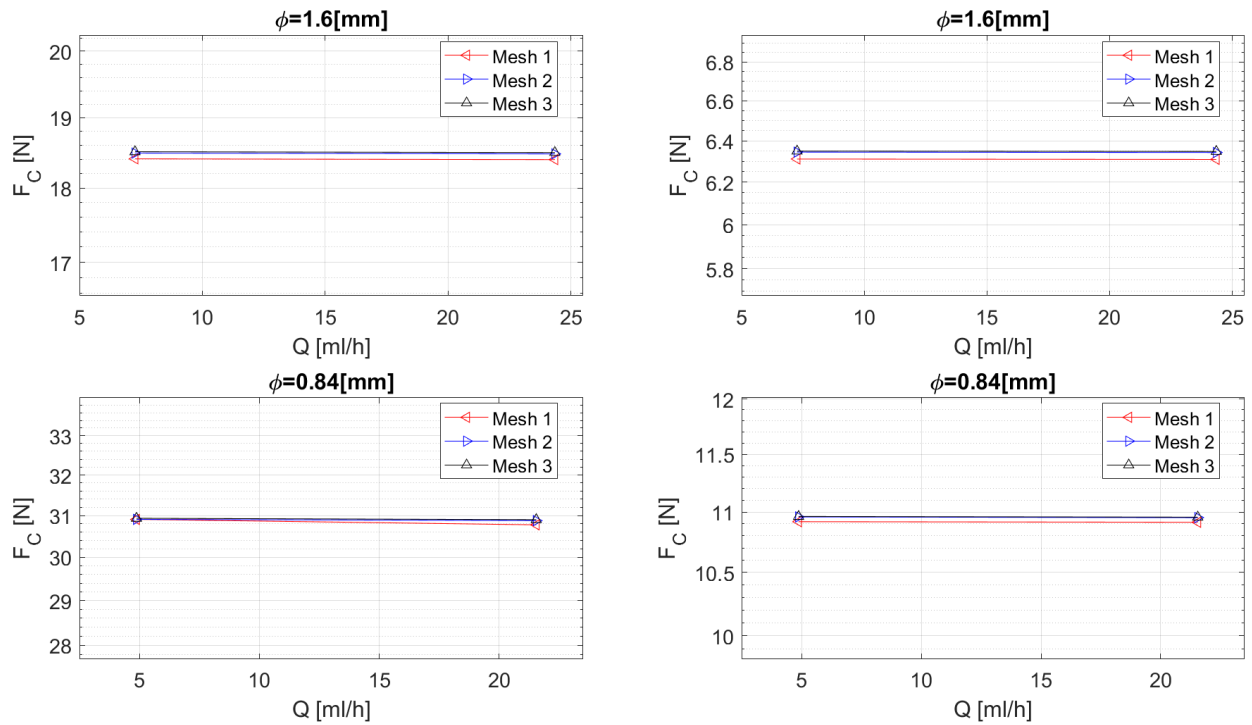 ϕ=1.6[mm]
20
19
18
17
F_C [N]
Mesh 1
Mesh 2
Mesh 3
5 10 15 20 25
Q [ml/h]
ϕ=1.6[mm]
6.8
6.6
6.4
6.2
6
5.8
F_C [N]
Mesh 1
Mesh 2
Mesh 3
5 10 15 20 25
Q [ml/h]
ϕ=0.84[mm]
33
32
31
30
29
28
F_C [N]
Mesh 1
Mesh 2
Mesh 3
5 10 15 20
Q [ml/h]
ϕ=0.84[mm]
12
11.5
11
10.5
10
F_C [N]
Mesh 1
Mesh 2
Mesh 3
5 10 15 20
Q [ml/h]